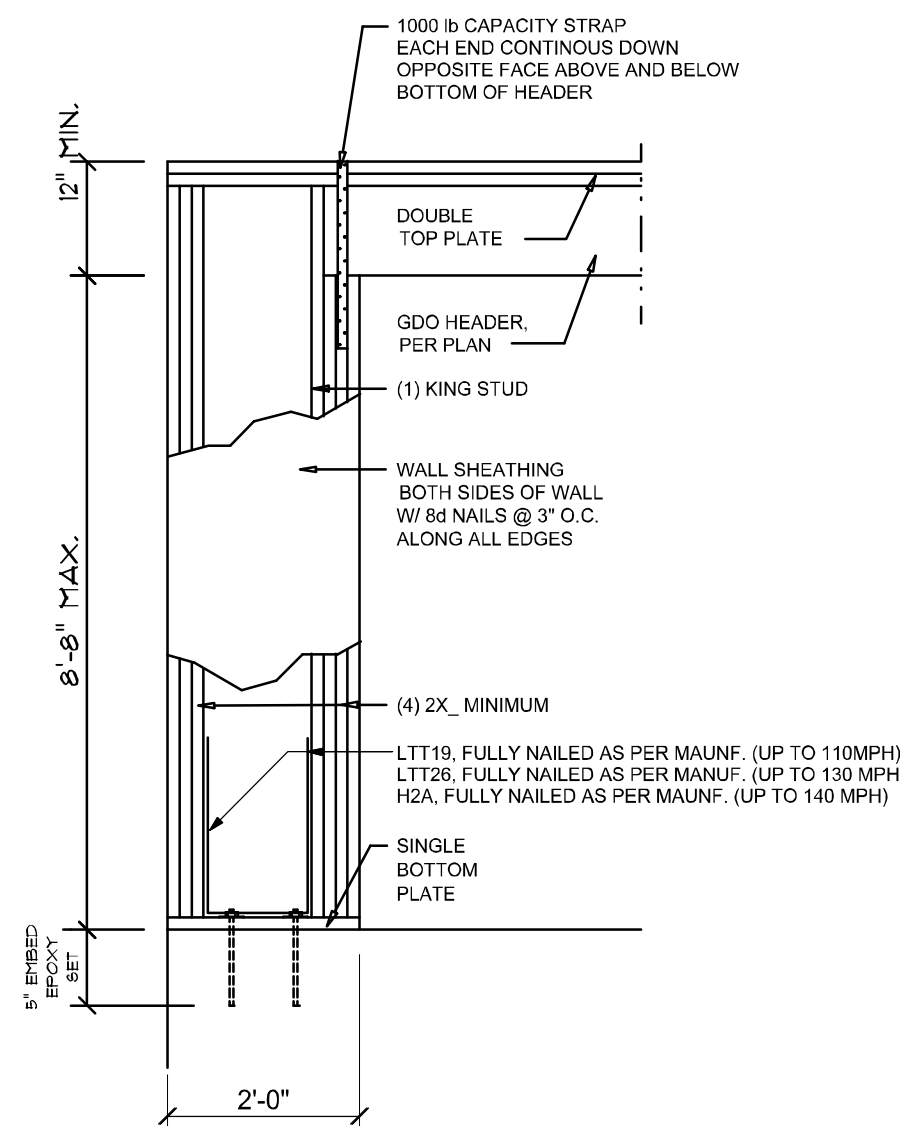 1000 lb CAPACITY STRAP
EACH END CONTINOUS DOWN
OPPOSITE FACE ABOVE AND BELOW
BOTTOM OF HEADER
12" MIN.
DOUBLE
TOP PLATE
GDO HEADER,
PER PLAN
(1) KING STUD
WALL SHEATHING
BOTH SIDES OF WALL
W/ 8d NAILS @ 3" O.C.
ALONG ALL EDGES
8'-8" MAX.
(4) 2X_ MINIMUM
LTT19, FULLY NAILED AS PER MAUNF. (UP TO 110MPH)
LTT26, FULLY NAILED AS PER MANUF. (UP TO 130 MPH
H2A, FULLY NAILED AS PER MAUNF. (UP TO 140 MPH)
SINGLE
BOTTOM
PLATE
5" EMBED
EPOXY
SET
2'-0"